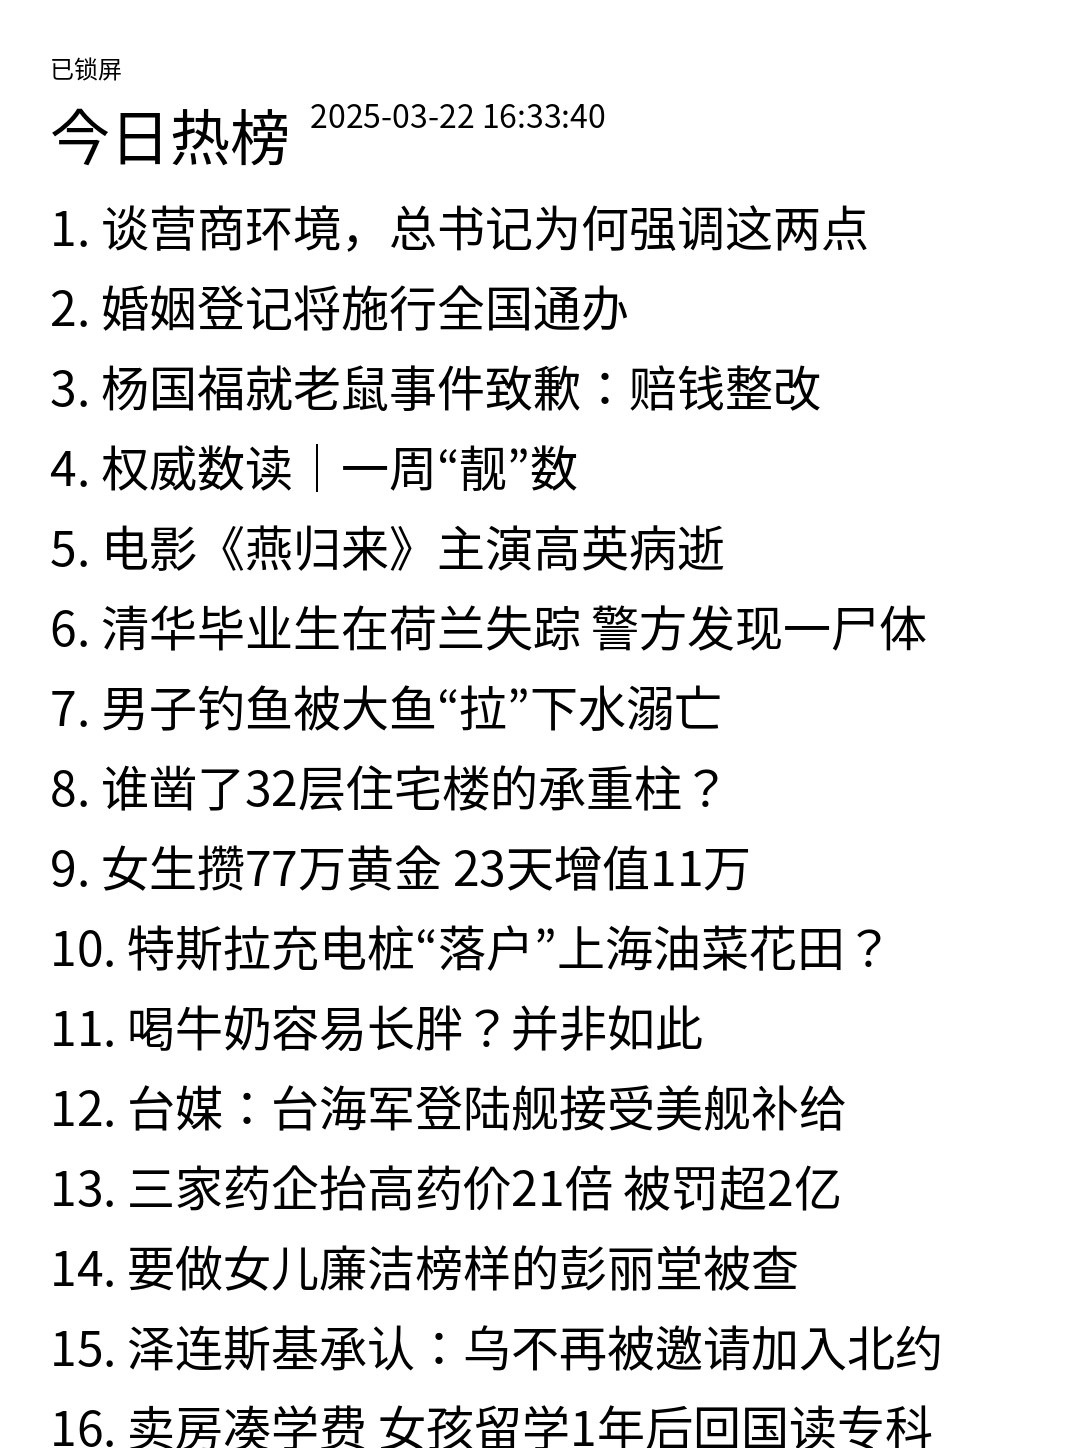 已锁屏
今日热榜 2025-03-22 16:33:40
1. 谈营商环境，总书记为何强调这两点
2. 婚姻登记将施行全国通办
3. 杨国福就老鼠事件致歉：赔钱整改
4. 权威数读｜一周“靓”数
5. 电影《燕归来》主演高英病逝
6. 清华毕业生在荷兰失踪 警方发现一尸体
7. 男子钓鱼被大鱼“拉”下水溺亡
8. 谁凿了32层住宅楼的承重柱？
9. 女生攒77万黄金 23天增值11万
10. 特斯拉充电桩“落户”上海油菜花田？
11. 喝牛奶容易长胖？并非如此
12. 台媒：台海军登陆舰接受美舰补给
13. 三家药企抬高药价21倍 被罚超2亿
14. 要做女儿廉洁榜样的彭丽堂被查
15. 泽连斯基承认：乌不再被邀请加入北约
16. 卖房凑学费 女孩留学1年后回国读专科